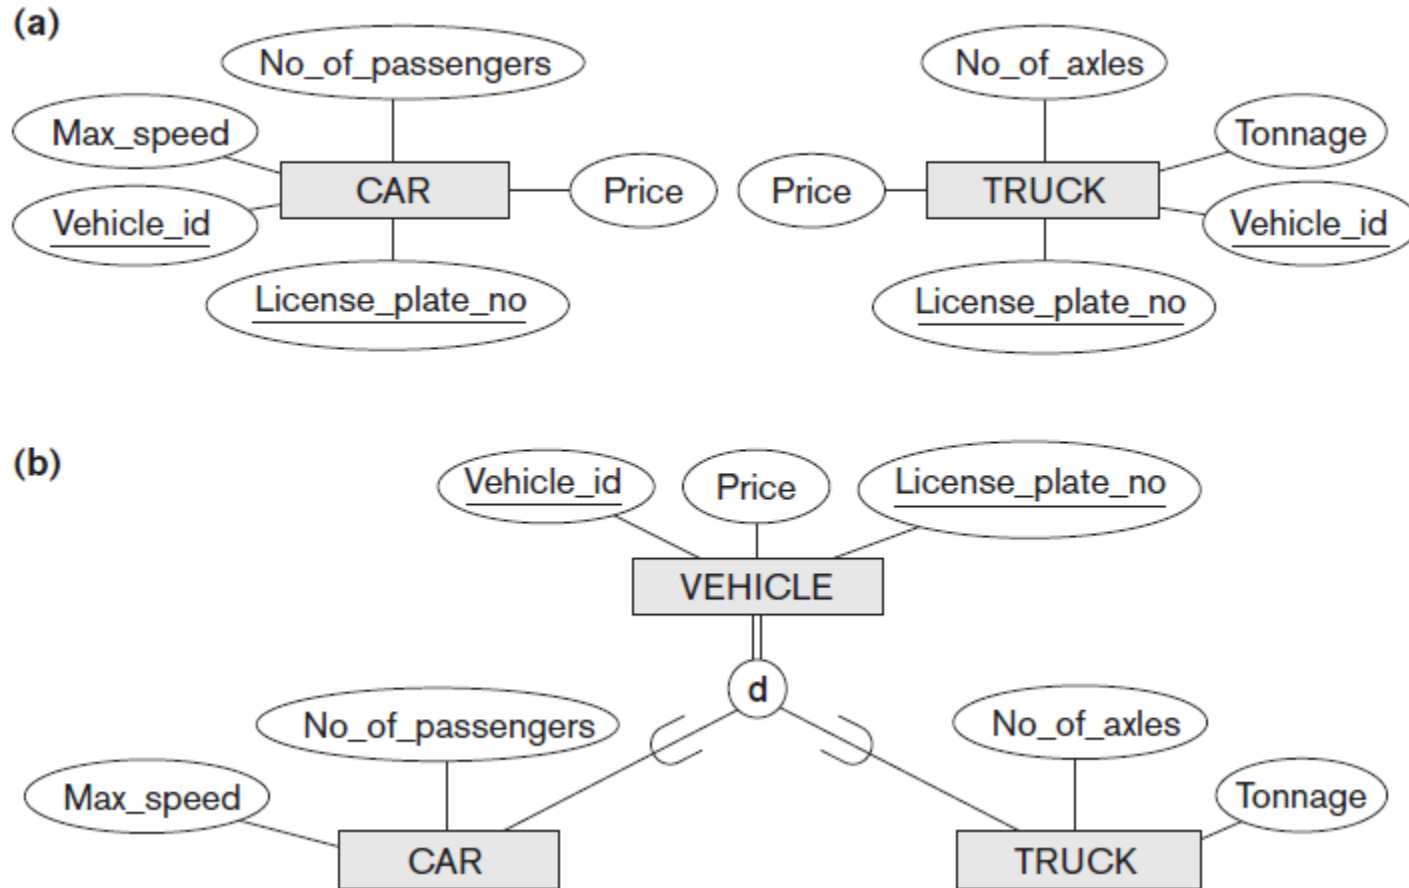 (a)
No_of_passengers
No_of_axles
Max_speed
Tonnage
CAR
Price
Price
TRUCK
Vehicle_id
Vehicle_id
License_plate_no
License_plate_no
(b)
Vehicle_id
Price
License_plate_no
VEHICLE
d
No_of_passengers
No_of_axles
Max_speed
Tonnage
CAR
TRUCK